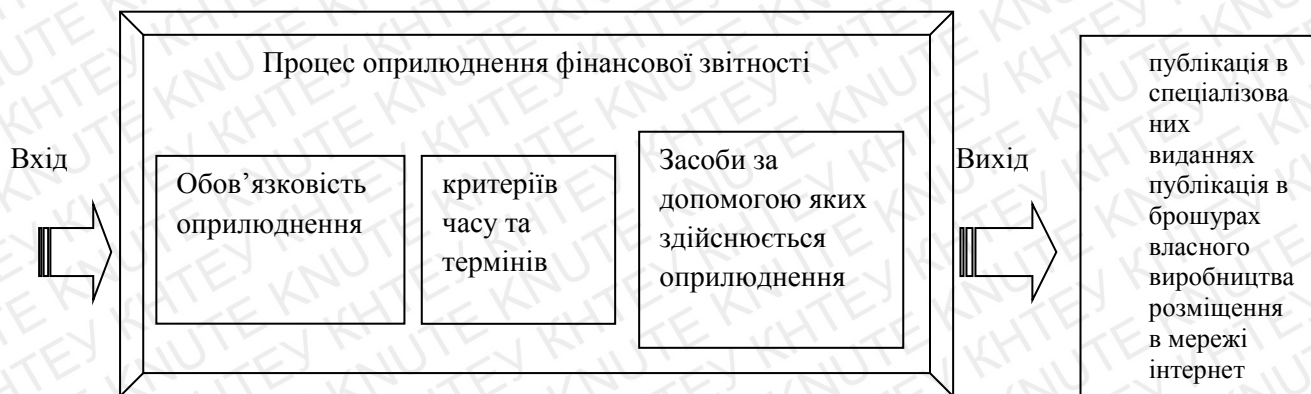 Процес оприлюднення фінансової звітності
Вхід
Обов’язковість
оприлюднення
критеріїв
часу та
термінів
Засоби за
допомогою яких
здійснюється
оприлюднення
Вихід
публікація в
спеціалізова
них
виданнях
публікація в
брошурах
власного
виробництва
розміщення
в мережі
інтернет